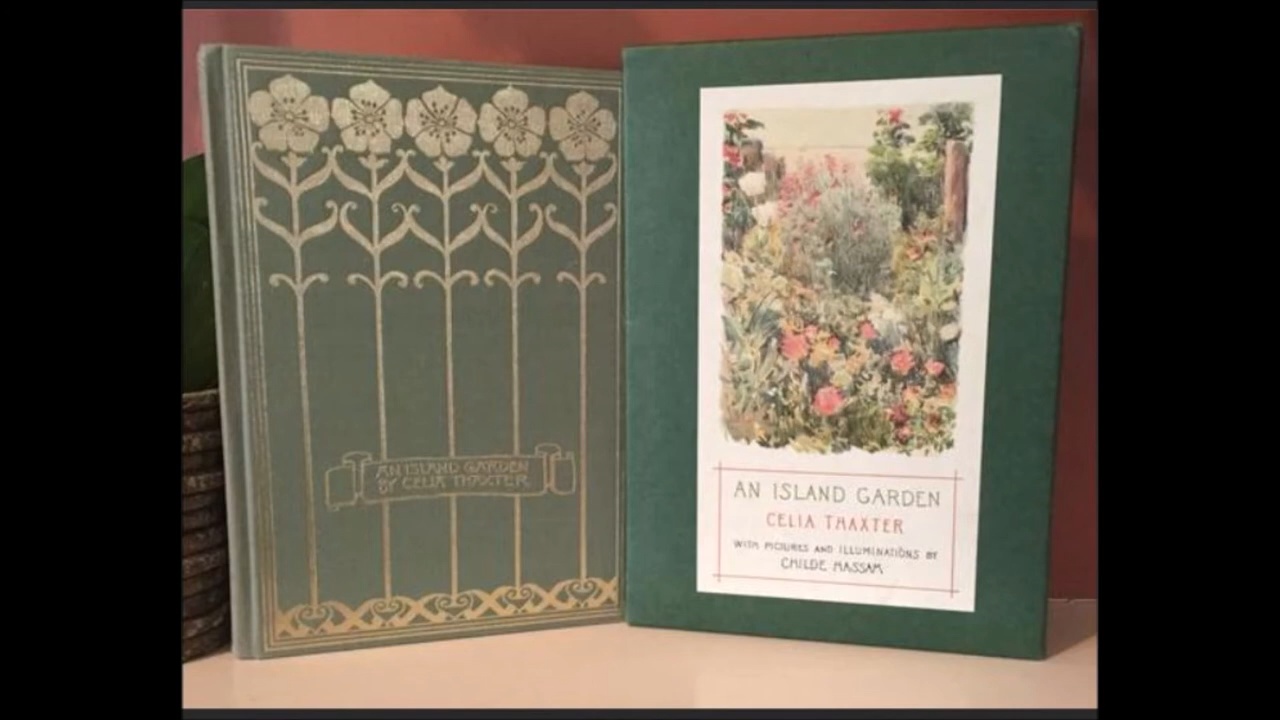 AN ISLAND GARDEN
BY CELIA THAXTER
AN ISLAND GARDEN
CELIA THAXTER
WITH PICTURES AND ILLUMINATIONS BY
CHILDE HASSAM